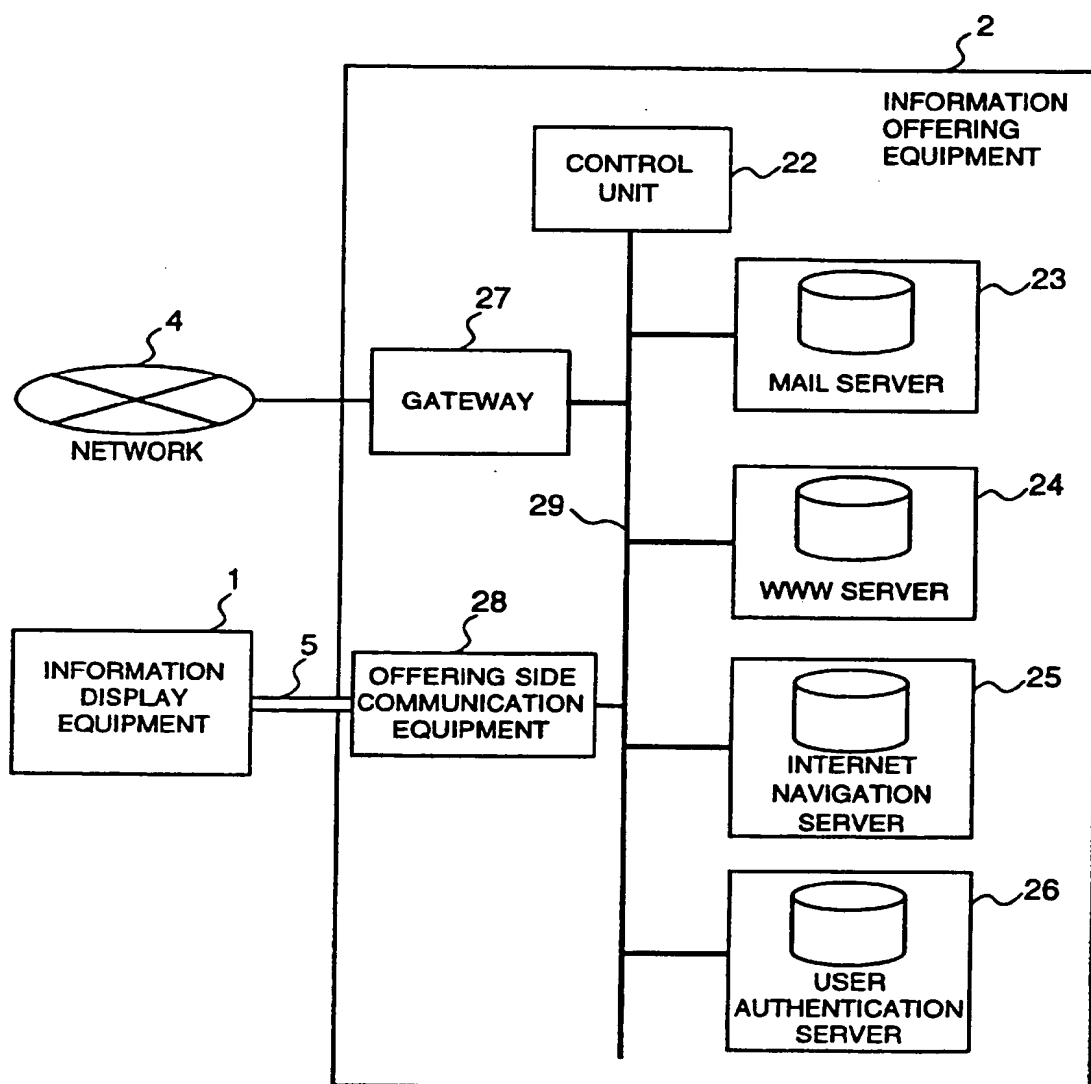 2
INFORMATION
OFFERING
EQUIPMENT
CONTROL
UNIT
22
23
MAIL SERVER
27
GATEWAY
4
NETWORK
24
WWW SERVER
29
1
INFORMATION
DISPLAY
EQUIPMENT
5
28
OFFERING SIDE
COMMUNICATION
EQUIPMENT
25
INTERNET
NAVIGATION
SERVER
26
USER
AUTHENTICATION
SERVER